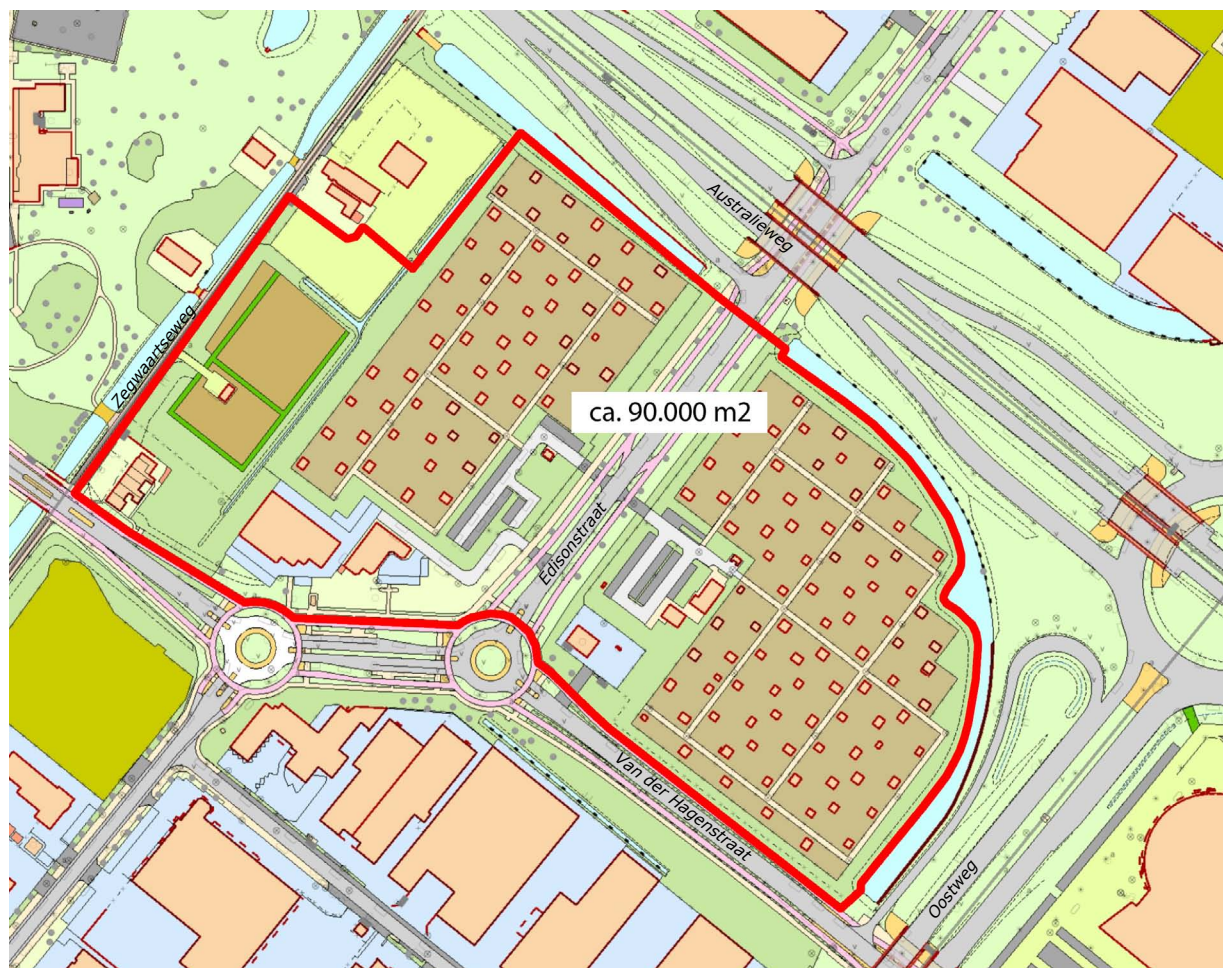 Australieweg
Zegwaartseweg
ca. 90.000 m2
Edisonstraat
Van der Hagenstraat
Oostweg